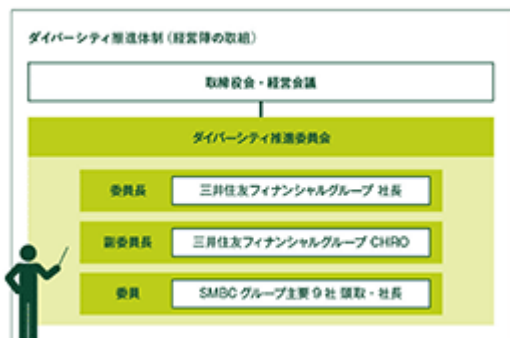 ダイバーシティ推進体制(経営陣の取組)
取締役会・経営会議
ダイバーシティ推進委員会
委員長 三井住友フィナンシャルグループ 社長
副委員長 三井住友フィナンシャルグループ CHRO
委員 SMBC グループ主要9社 頭取・社長